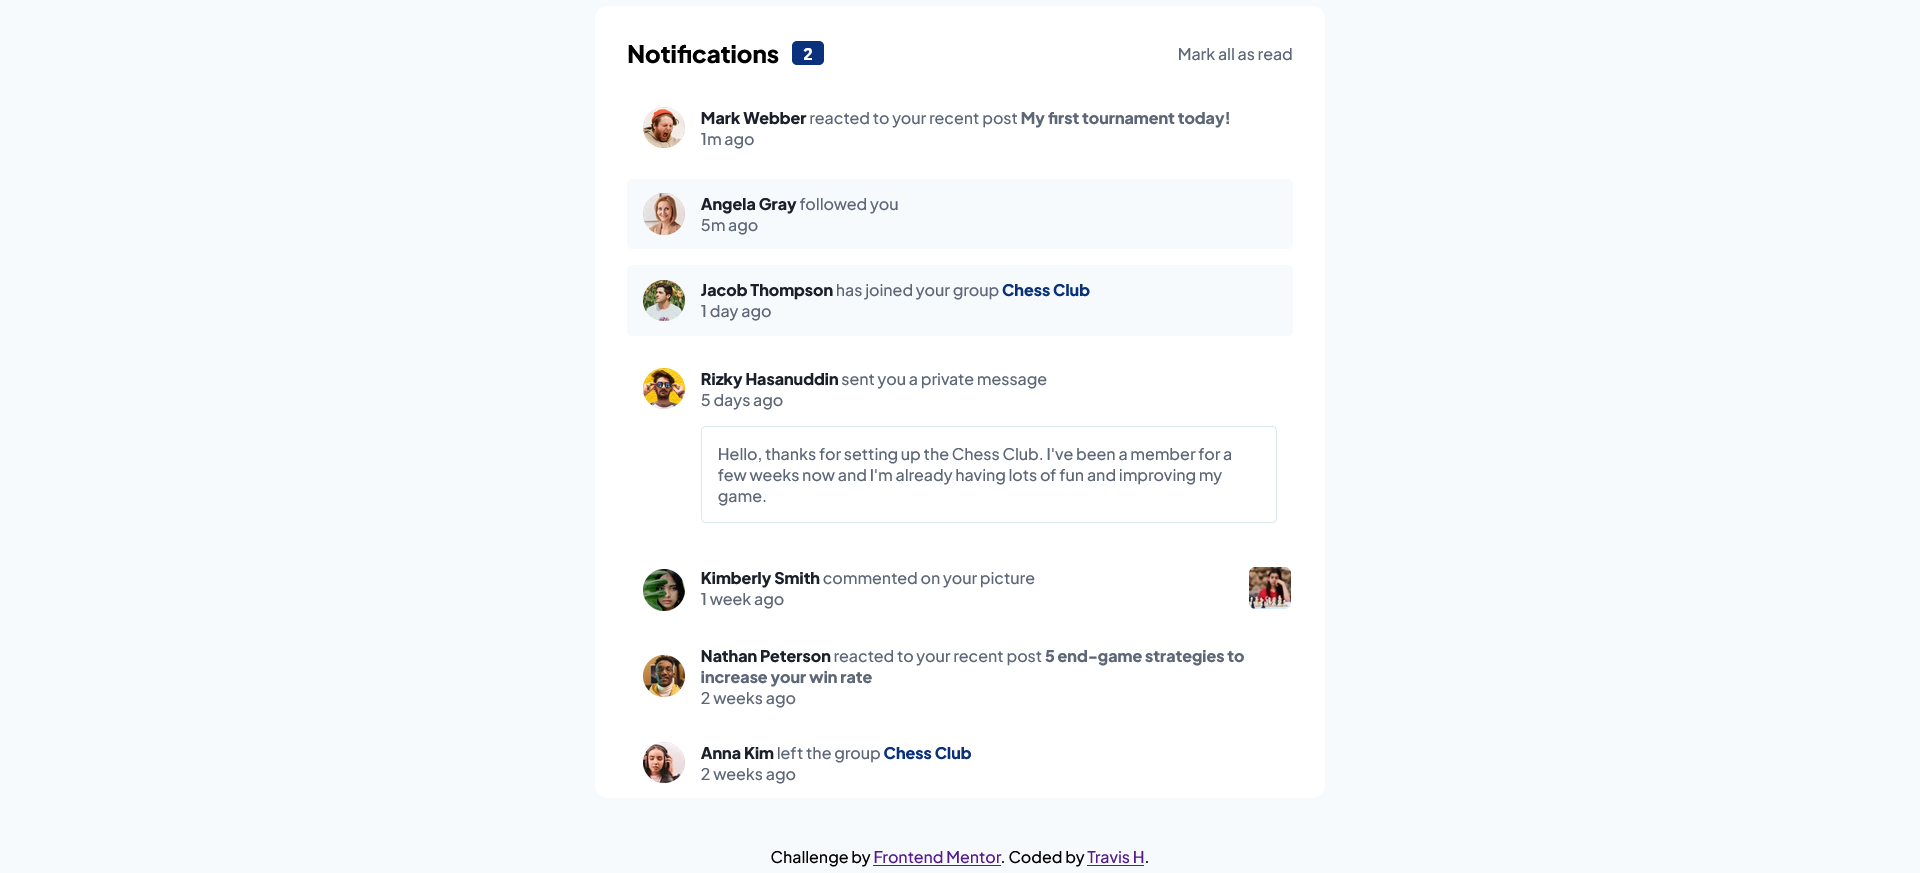 Notifications 2 Mark all as read
Mark Webber reacted to your recent post My first tournament today!
1m ago
Angela Gray followed you
5m ago
Jacob Thompson has joined your group Chess Club
1 day ago
Rizky Hasanuddin sent you a private message
5 days ago
Hello, thanks for setting up the Chess Club. I've been a member for a
few weeks now and I'm already having lots of fun and improving my
game.
Kimberly Smith commented on your picture
1 week ago
Nathan Peterson reacted to your recent post 5 end-game strategies to
increase your win rate
2 weeks ago
Anna Kim left the group Chess Club
2 weeks ago
Challenge by Frontend Mentor. Coded by Travis H.